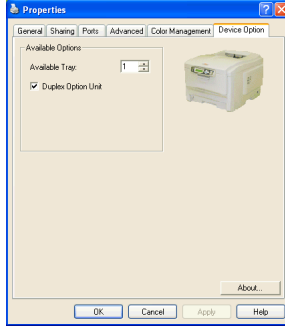 Properties
General Sharing Ports Advanced Color Management Device Option
Available Options
Available Tray: 1
Duplex Option Unit
About...
OK Cancel Apply Help